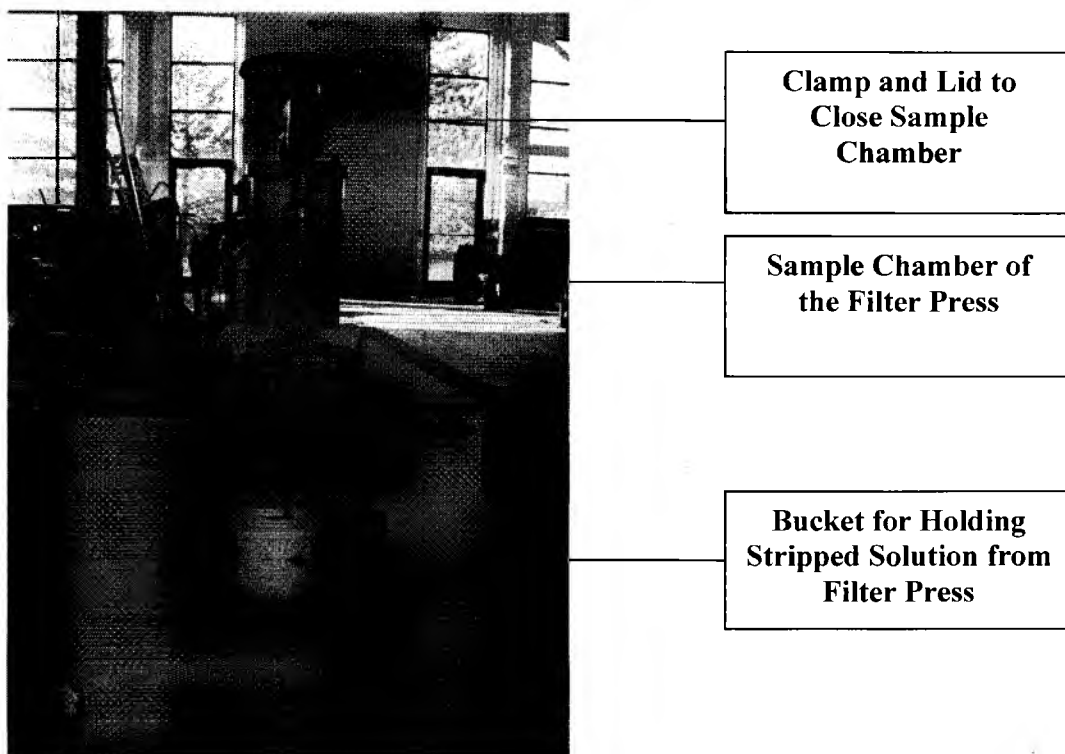 Clamp and Lid to
Close Sample
Chamber
Sample Chamber of
the Filter Press
Bucket for Holding
Stripped Solution from
Filter Press